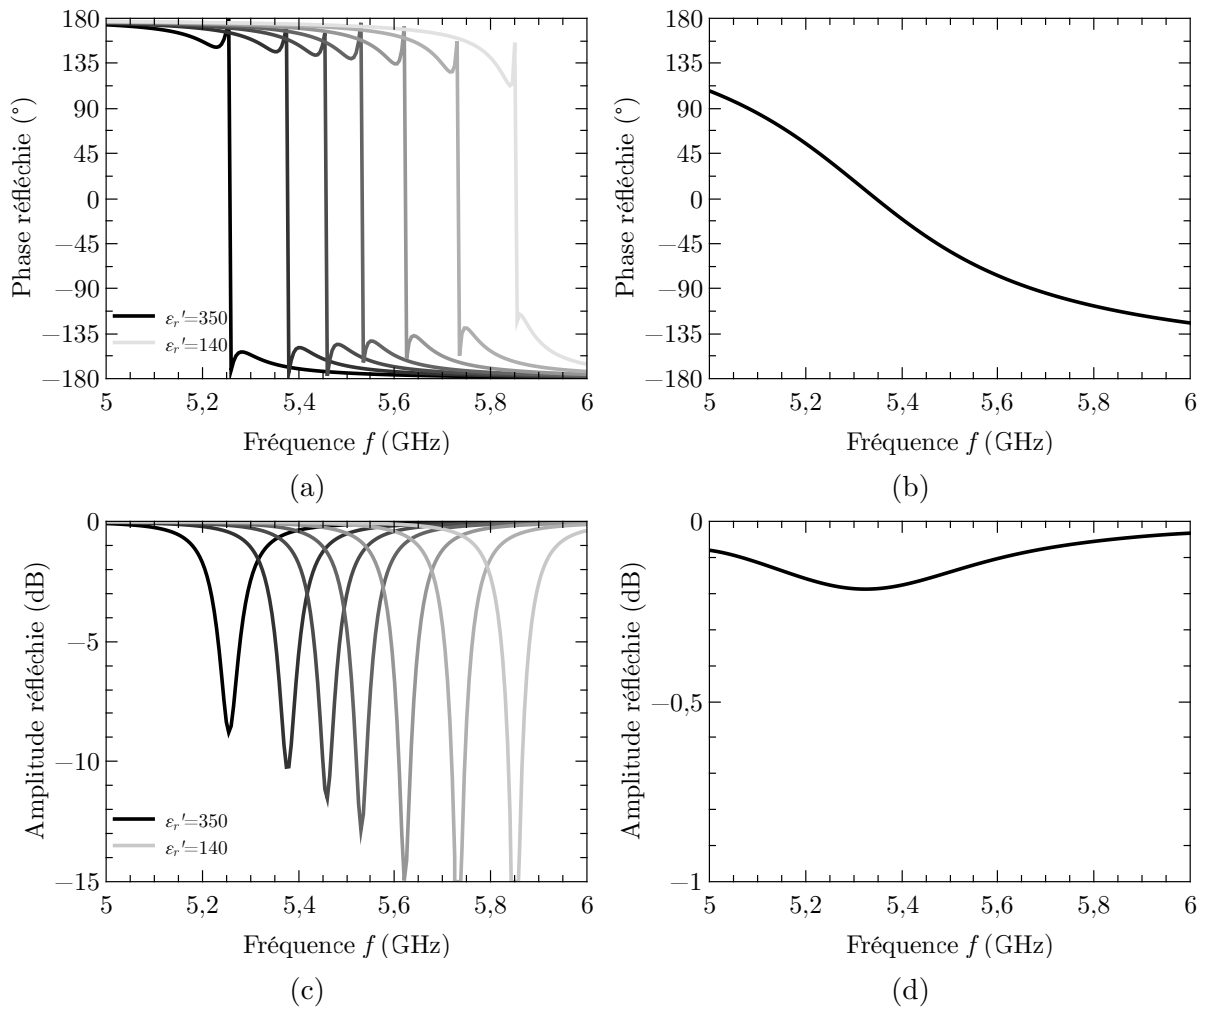 180
135
90
45
0
−45
−90
−135
−180
Phase réfléchie (°)
εr′=350
εr′=140
5 5,2 5,4 5,6 5,8 6
Fréquence f (GHz)
(a)
180
135
90
45
0
−45
−90
−135
−180
Phase réfléchie (°)
5 5,2 5,4 5,6 5,8 6
Fréquence f (GHz)
(b)
0
−5
−10
−15
Amplitude réfléchie (dB)
εr′=350
εr′=140
5 5,2 5,4 5,6 5,8 6
Fréquence f (GHz)
(c)
0
−0,5
−1
Amplitude réfléchie (dB)
5 5,2 5,4 5,6 5,8 6
Fréquence f (GHz)
(d)